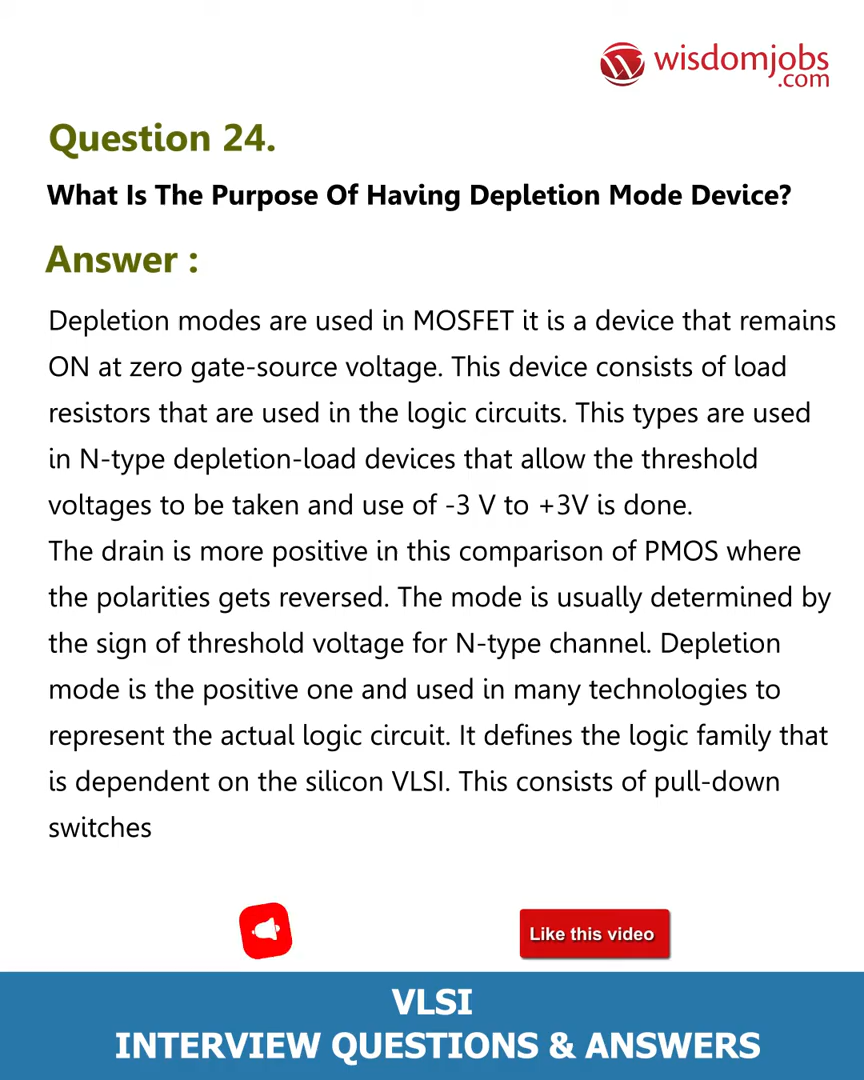 wisdomjobs
.com
Question 24.
What Is The Purpose Of Having Depletion Mode Device?
Answer :
Depletion modes are used in MOSFET it is a device that remains
ON at zero gate-source voltage. This device consists of load
resistors that are used in the logic circuits. This types are used
in N-type depletion-load devices that allow the threshold
voltages to be taken and use of -3 V to +3V is done.
The drain is more positive in this comparison of PMOS where
the polarities gets reversed. The mode is usually determined by
the sign of threshold voltage for N-type channel. Depletion
mode is the positive one and used in many technologies to
represent the actual logic circuit. It defines the logic family that
is dependent on the silicon VLSI. This consists of pull-down
switches
Like this video
VLSI
INTERVIEW QUESTIONS & ANSWERS